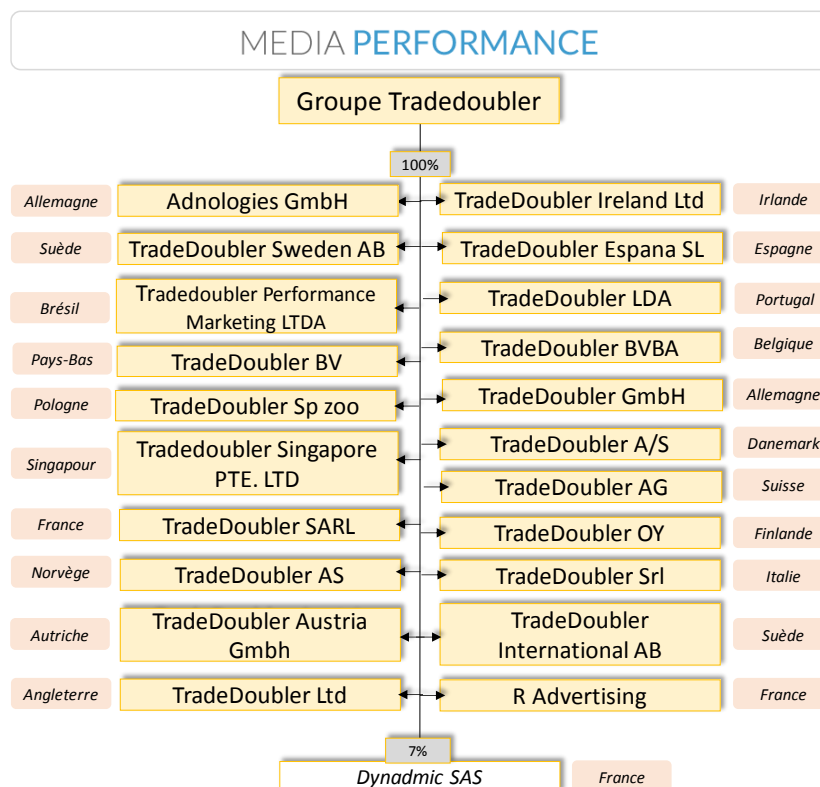 MEDIA PERFORMANCE
Groupe Tradedoubler
100%
Allemagne
Adnologies GmbH
TradeDoubler Ireland Ltd
Irlande
Suède
TradeDoubler Sweden AB
TradeDoubler Espana SL
Espagne
Brésil
Tradedoubler Performance
Marketing LTDA
TradeDoubler LDA
Portugal
Pays-Bas
TradeDoubler BV
TradeDoubler BVBA
Belgique
Pologne
TradeDoubler Sp zoo
TradeDoubler GmbH
Allemagne
Singapour
Tradedoubler Singapore
PTE. LTD
TradeDoubler A/S
Danemark
TradeDoubler AG
Suisse
France
TradeDoubler SARL
TradeDoubler OY
Finlande
Norvège
TradeDoubler AS
TradeDoubler Srl
Italie
Autriche
TradeDoubler Austria
Gmbh
TradeDoubler
International AB
Suède
Angleterre
TradeDoubler Ltd
R Advertising
France
7%
Dynadmic SAS
France